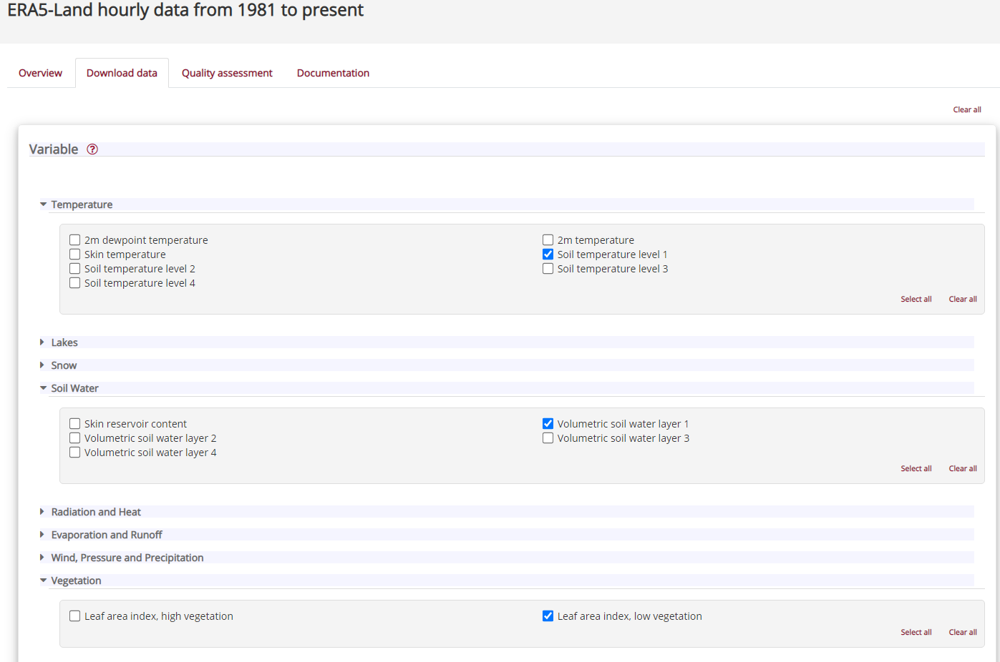 ERA5-Land hourly data from 1981 to present
Overview Download data Quality assessment Documentation
Clear all
Variable ?
Temperature
2m dewpoint temperature 2m temperature
Skin temperature Soil temperature level 1
Soil temperature level 2 Soil temperature level 3
Soil temperature level 4
Select all Clear all
Lakes
Snow
Soil Water
Skin reservoir content Volumetric soil water layer 1
Volumetric soil water layer 2 Volumetric soil water layer 3
Volumetric soil water layer 4
Select all Clear all
Radiation and Heat
Evaporation and Runoff
Wind, Pressure and Precipitation
Vegetation
Leaf area index, high vegetation Leaf area index, low vegetation
Select all Clear all